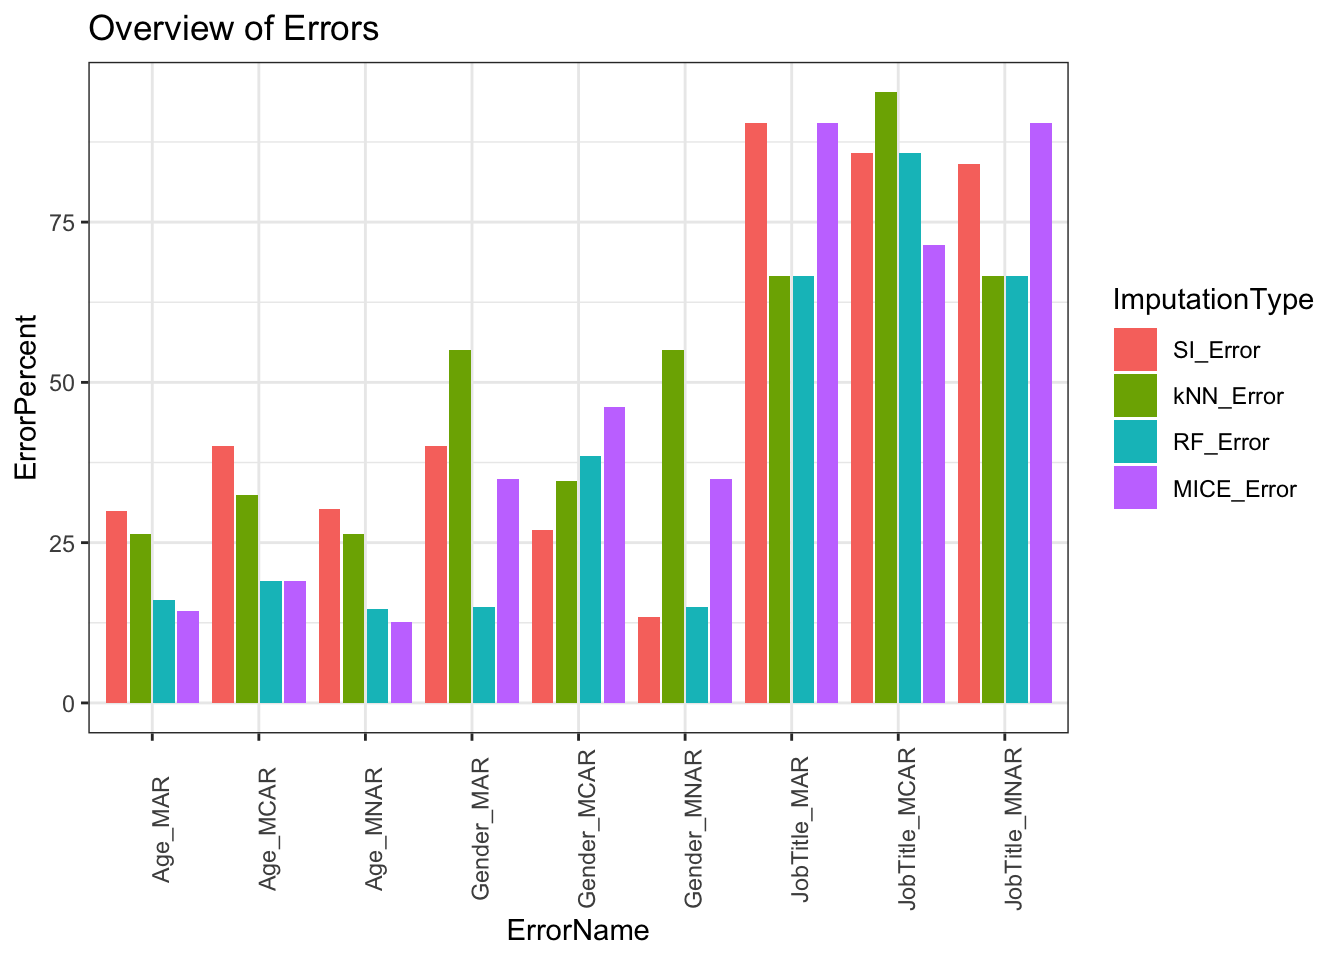 Overview of Errors
ErrorPercent
75
50
25
0
Age_MAR
Age_MCAR
Age_MNAR
Gender_MAR
Gender_MCAR
Gender_MNAR
JobTitle_MAR
JobTitle_MCAR
JobTitle_MNAR
ErrorName
ImputationType
SI_Error
kNN_Error
RF_Error
MICE_Error